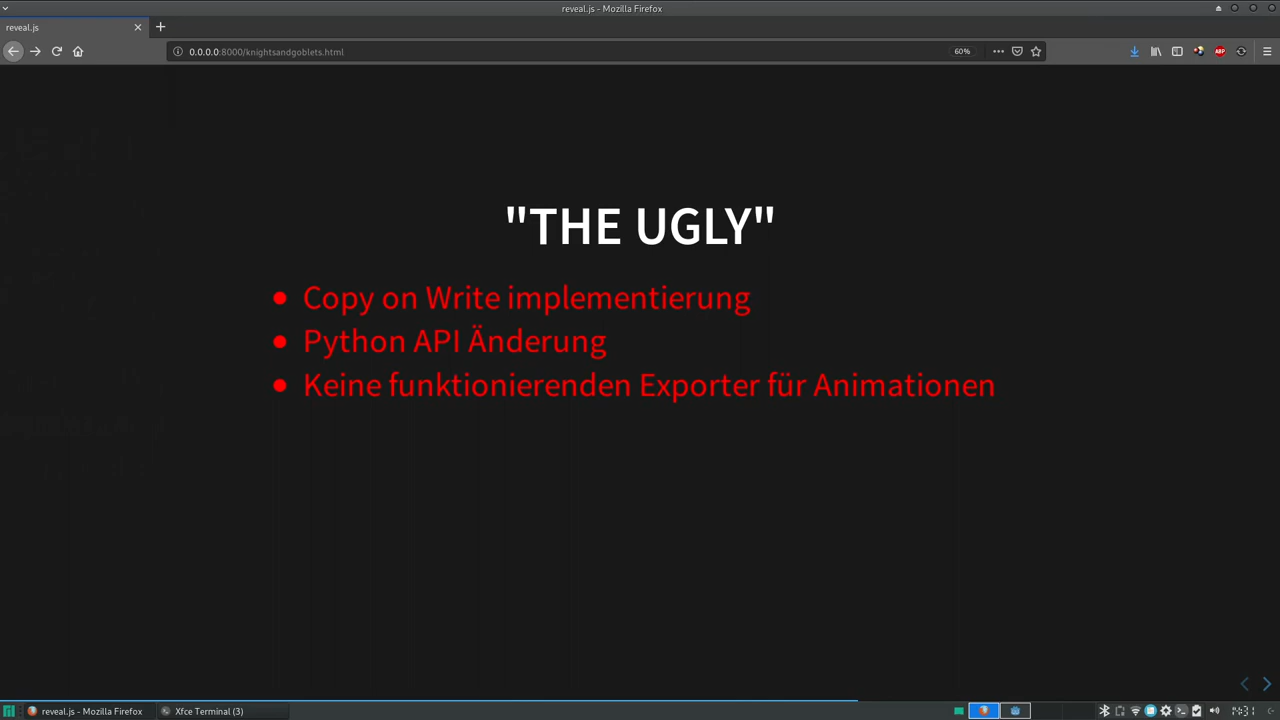 reveal.js - Mozilla Firefox
reveal.js
0.0.0.0:8000/knightsandgoblets.html
60%
ABP
"THE UGLY"
Copy on Write implementierung
Python API Änderung
Keine funktionierenden Exporter für Animationen
reveal.js - Mozilla Firefox
Xfce Terminal (3)